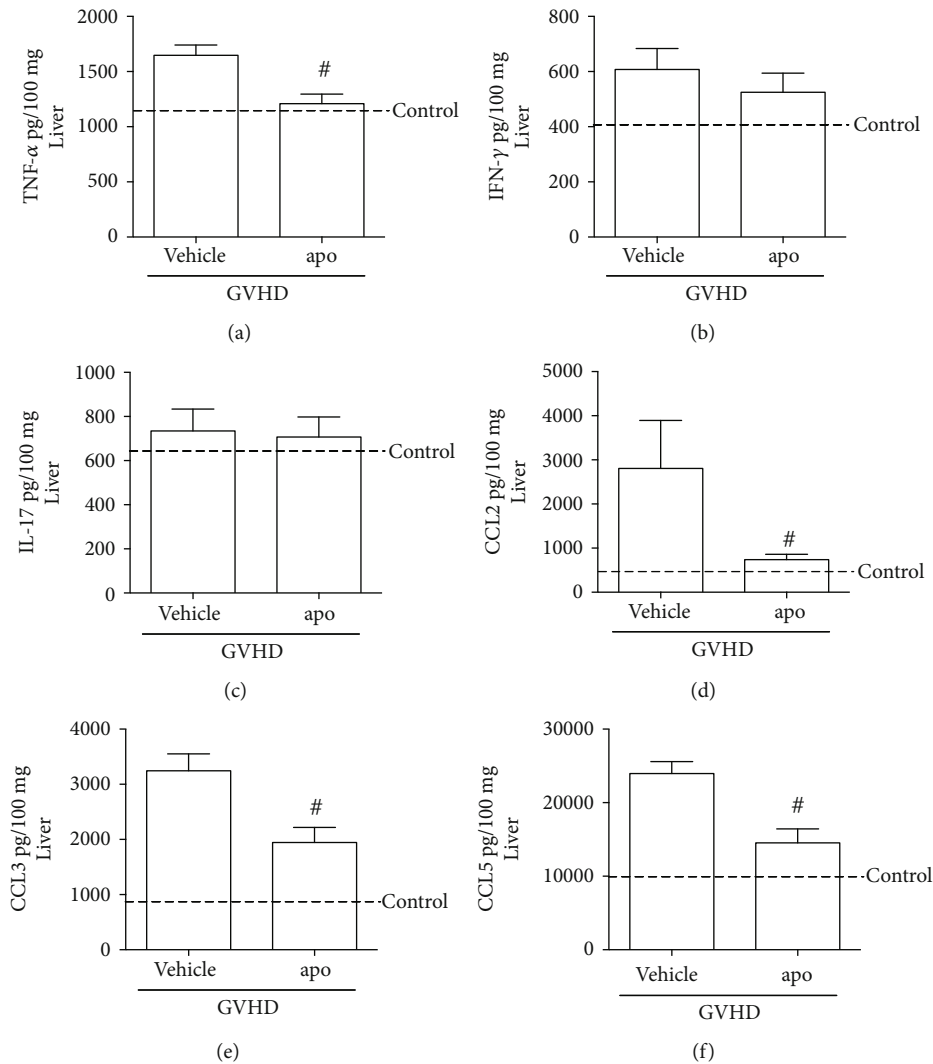 2000
1500
1000
500
0
TNF-α pg/100 mg
Liver
#
Control
Vehicle
apo
GVHD
(a)
800
600
400
200
0
IFN-γ pg/100 mg
Liver
Control
Vehicle
apo
GVHD
(b)
1000
800
600
400
200
0
IL-17 pg/100 mg
Liver
Control
Vehicle
apo
GVHD
(c)
5000
4000
3000
2000
1000
0
CCL2 pg/100 mg
Liver
#
Control
Vehicle
apo
GVHD
(d)
4000
3000
2000
1000
0
CCL3 pg/100 mg
Liver
#
Control
Vehicle
apo
GVHD
(e)
30000
20000
10000
0
CCL5 pg/100 mg
Liver
#
Control
Vehicle
apo
GVHD
(f)